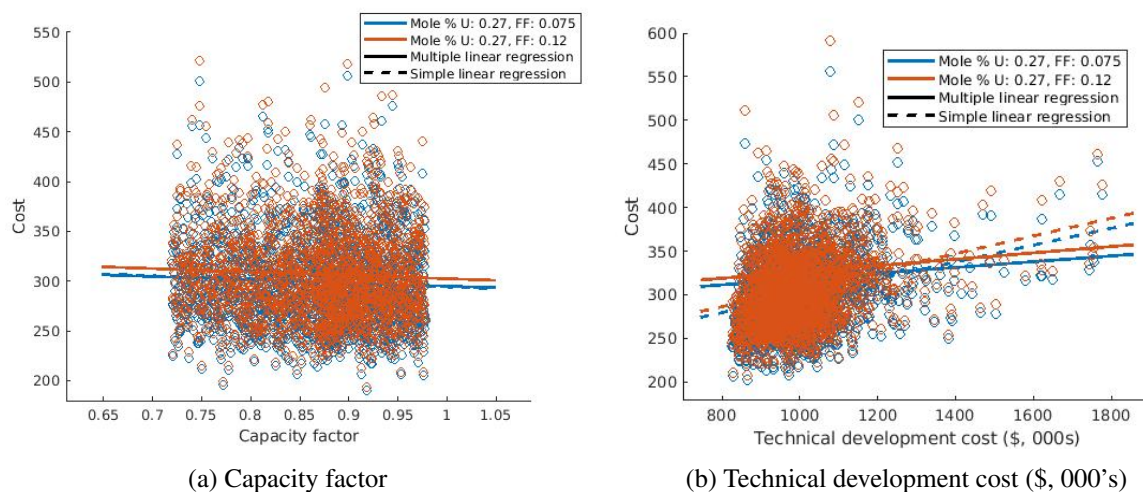 Mole % U: 0.27, FF: 0.075
Mole % U: 0.27, FF: 0.12
Multiple linear regression
Simple linear regression
550
500
450
400
350
300
250
200
Cost
0.65 0.7 0.75 0.8 0.85 0.9 0.95 1 1.05
Capacity factor
(a) Capacity factor
Mole % U: 0.27, FF: 0.075
Mole % U: 0.27, FF: 0.12
Multiple linear regression
Simple linear regression
600
550
500
450
400
350
300
250
200
Cost
800 1000 1200 1400 1600 1800
Technical development cost ($, 000s)
(b) Technical development cost ($, 000's)